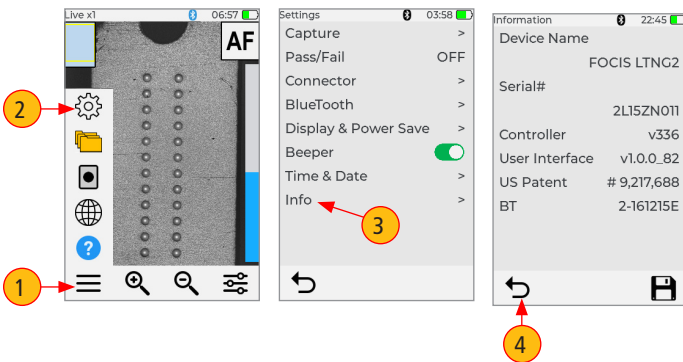 Live x1 06:57
AF
2
?
1
Settings 03:58
Capture >
Pass/Fail OFF
Connector >
BlueTooth >
Display & Power Save >
Beeper
Time & Date >
Info >
3
Information 22:45
Device Name
FOCIS LTNG2
Serial#
2L15ZN011
Controller v336
User Interface v1.0.0_82
US Patent # 9,217,688
BT 2-161215E
4